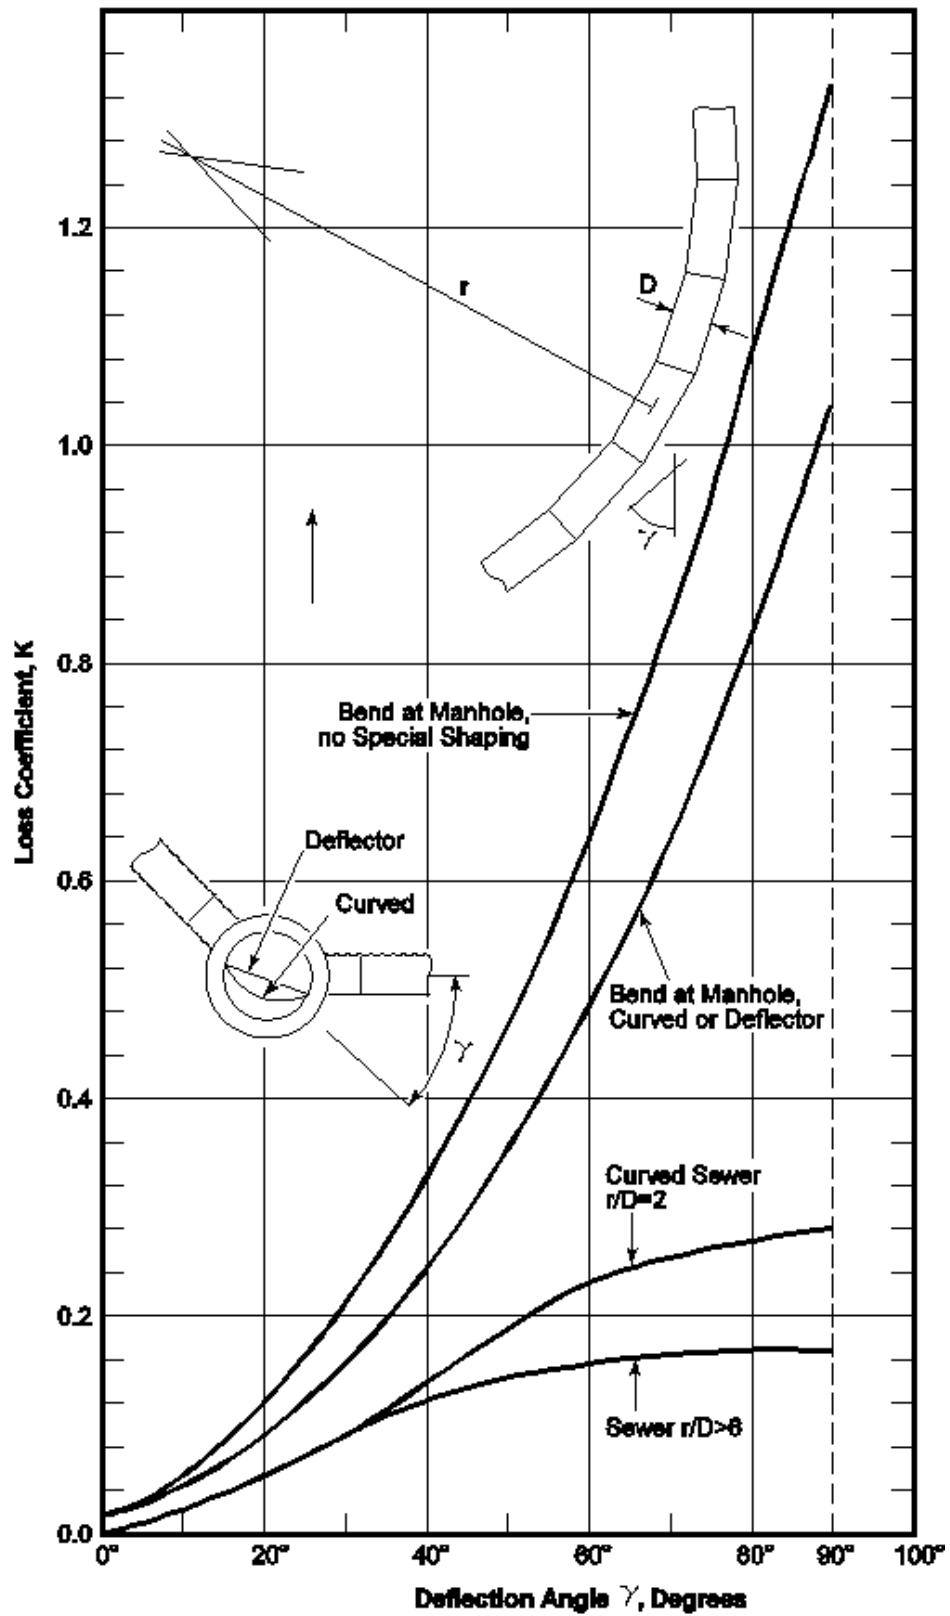 1.2
r
D
1.0
γ
0.8
Loss Coefficient, K
Bend at Manhole,
no Special Shaping
Deflector
0.6
Curved
Bend at Manhole,
Curved or Deflector
γ
0.4
Curved Sewer
r/D=2
0.2
Sewer r/D>6
0.0
0° 20° 40° 60° 80° 90° 100°
Deflection Angle γ, Degrees